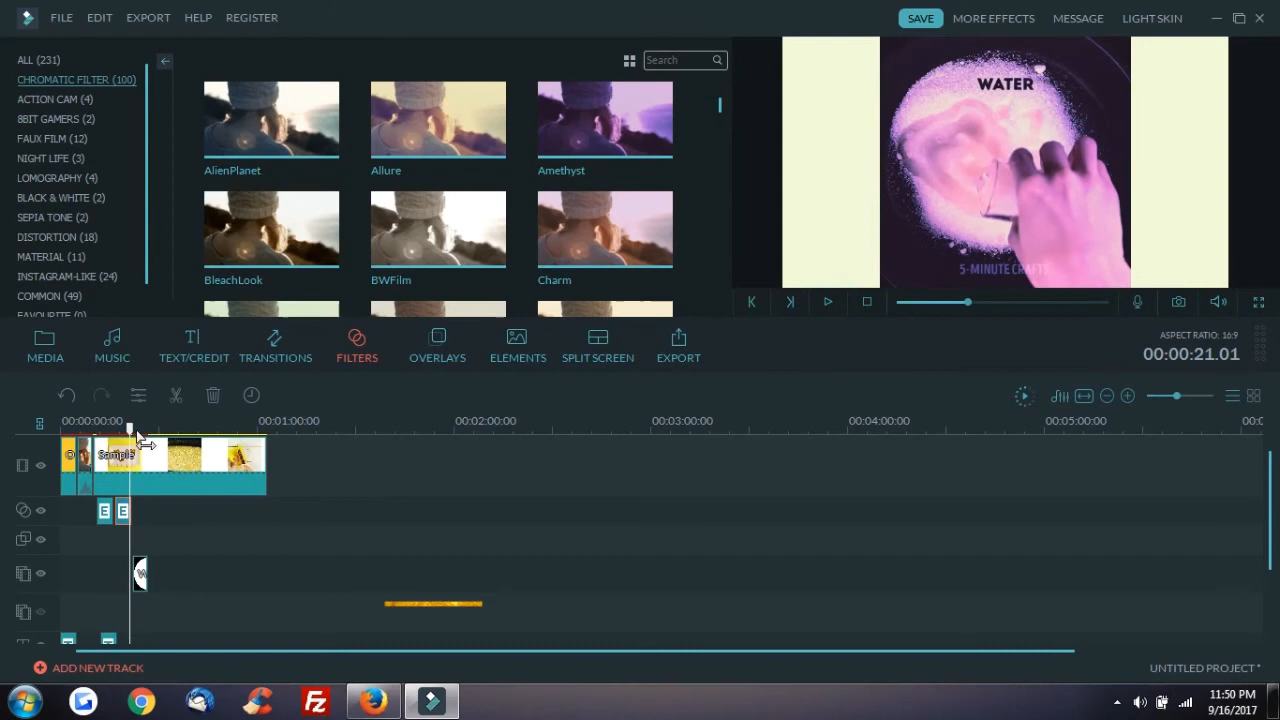 FILE EDIT EXPORT HELP REGISTER SAVE MORE EFFECTS MESSAGE LIGHT SKIN
ALL (231)
CHROMATIC FILTER (100)
ACTION CAM (4)
8BIT GAMERS (2)
FAUX FILM (12)
NIGHT LIFE (3)
LOMOGRAPHY (4)
BLACK & WHITE (2)
SEPIA TONE (2)
DISTORTION (18)
MATERIAL (11)
INSTAGRAM-LIKE (24)
COMMON (49)
FAVOURITE (0)
Search
AlienPlanet Allure Amethyst
BleachLook BWFilm Charm
WATER
5-MINUTE CRAFTS
MEDIA MUSIC TEXT/CREDIT TRANSITIONS FILTERS OVERLAYS ELEMENTS SPLIT SCREEN EXPORT
ASPECT RATIO: 16:9
00:00:21.01
00:00:00:00 00:01:00:00 00:02:00:00 00:03:00:00 00:04:00:00 00:05:00:00
Sample
E E
ADD NEW TRACK
UNTITLED PROJECT *
11:50 PM
9/16/2017